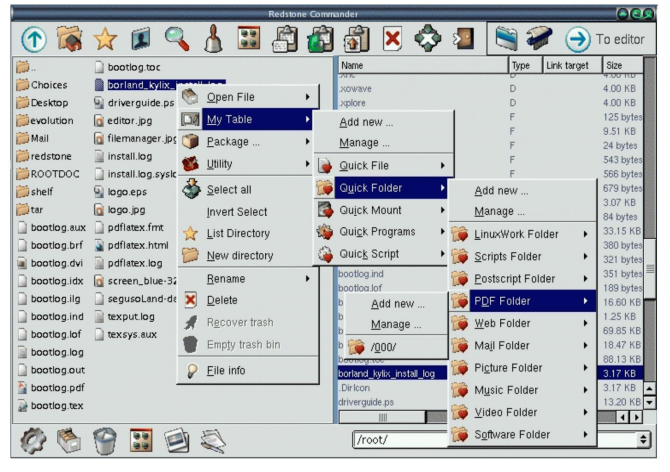 Redstone Commander
To editor
..
Choices
Desktop
evolution
Mail
redstone
ROOTDOC
shelf
tar
bootlog.aux
bootlog.brf
bootlog.dvi
bootlog.idx
bootlog.ilg
bootlog.ind
bootlog.lof
bootlog.log
bootlog.out
bootlog.pdf
bootlog.tex
bootlog.toc
borland_kylix_install_log
driverguide.ps
editor.jpg
filemanager.jpg
install.log
install.log.syslog
logo.eps
logo.jpg
pdflatex.fmt
pdflatex.html
pdflatex.log
screen_blue-32
segusoLand-de
texput.log
texsys.aux
Open File
My Table
Package ...
Utility
Select all
Invert Select
List Directory
New directory
Rename
Delete
Recover trash
Empty trash bin
File info
Add new ...
Manage ...
Quick File
Quick Folder
Quick Mount
Quick Programs
Quick Script
Add new ...
Manage ...
LinuxWork Folder
Scripts Folder
Postscript Folder
PDF Folder
Web Folder
Mail Folder
Picture Folder
Music Folder
Video Folder
Software Folder
Add new ...
Manage ...
/000/
Name Type Link target Size
D 4.00 KB
.xowave D 4.00 KB
.xplore D 4.00 KB
F 125 bytes
F 9.51 KB
F 24 bytes
F 543 bytes
F 566 bytes
679 bytes
3.07 KB
84 bytes
33.15 KB
380 bytes
321 bytes
bootlog.ind 351 bytes
bootlog.lof 189 bytes
16.60 KB
1.25 KB
69.85 KB
18.47 KB
bootlog.toc 88.13 KB
borland_kylix_install_log 3.17 KB
.DirIcon 3.17 KB
driverguide.ps 13.20 KB
/root/